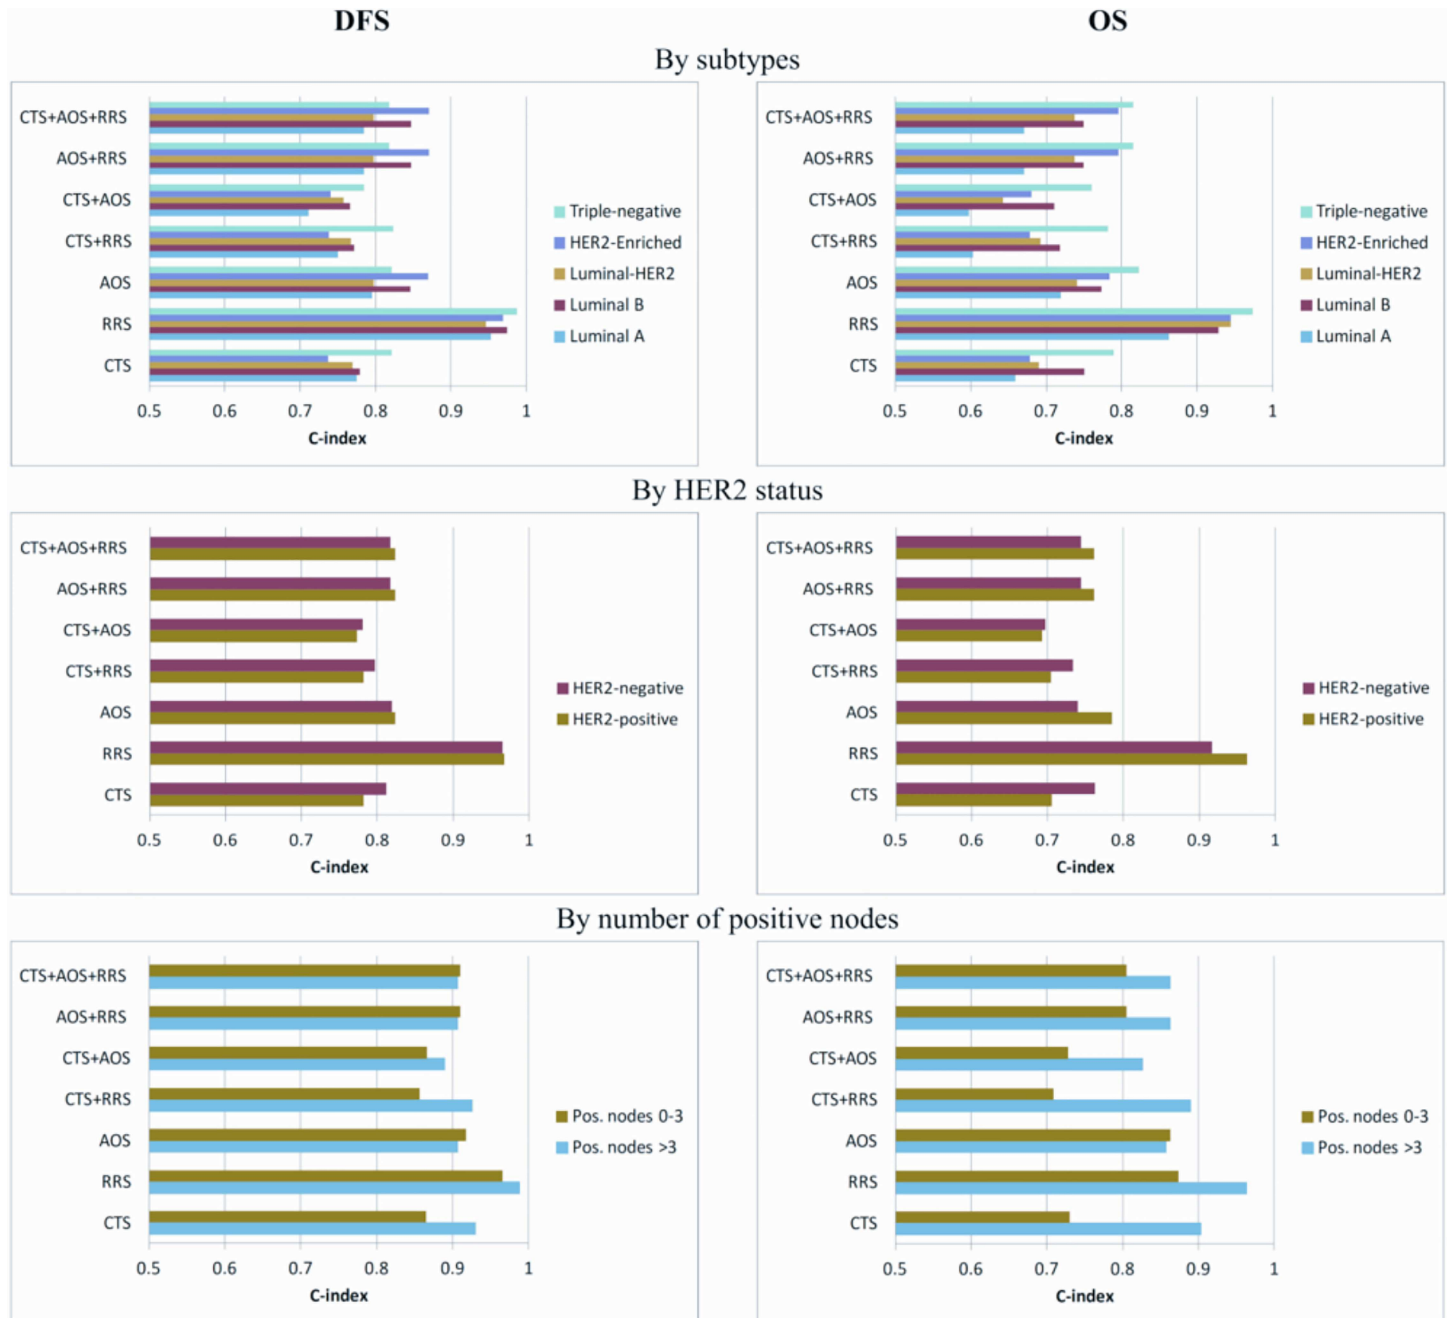 DFS
OS
By subtypes
CTS+AOS+RRS
AOS+RRS
CTS+AOS
CTS+RRS
AOS
RRS
CTS
0.5 0.6 0.7 0.8 0.9 1
C-index
Triple-negative
HER2-Enriched
Luminal-HER2
Luminal B
Luminal A
CTS+AOS+RRS
AOS+RRS
CTS+AOS
CTS+RRS
AOS
RRS
CTS
0.5 0.6 0.7 0.8 0.9 1
C-index
Triple-negative
HER2-Enriched
Luminal-HER2
Luminal B
Luminal A
By HER2 status
CTS+AOS+RRS
AOS+RRS
CTS+AOS
CTS+RRS
AOS
RRS
CTS
0.5 0.6 0.7 0.8 0.9 1
C-index
HER2-negative
HER2-positive
CTS+AOS+RRS
AOS+RRS
CTS+AOS
CTS+RRS
AOS
RRS
CTS
0.5 0.6 0.7 0.8 0.9 1
C-index
HER2-negative
HER2-positive
By number of positive nodes
CTS+AOS+RRS
AOS+RRS
CTS+AOS
CTS+RRS
AOS
RRS
CTS
0.5 0.6 0.7 0.8 0.9 1
C-index
Pos. nodes 0-3
Pos. nodes >3
CTS+AOS+RRS
AOS+RRS
CTS+AOS
CTS+RRS
AOS
RRS
CTS
0.5 0.6 0.7 0.8 0.9 1
C-index
Pos. nodes 0-3
Pos. nodes >3